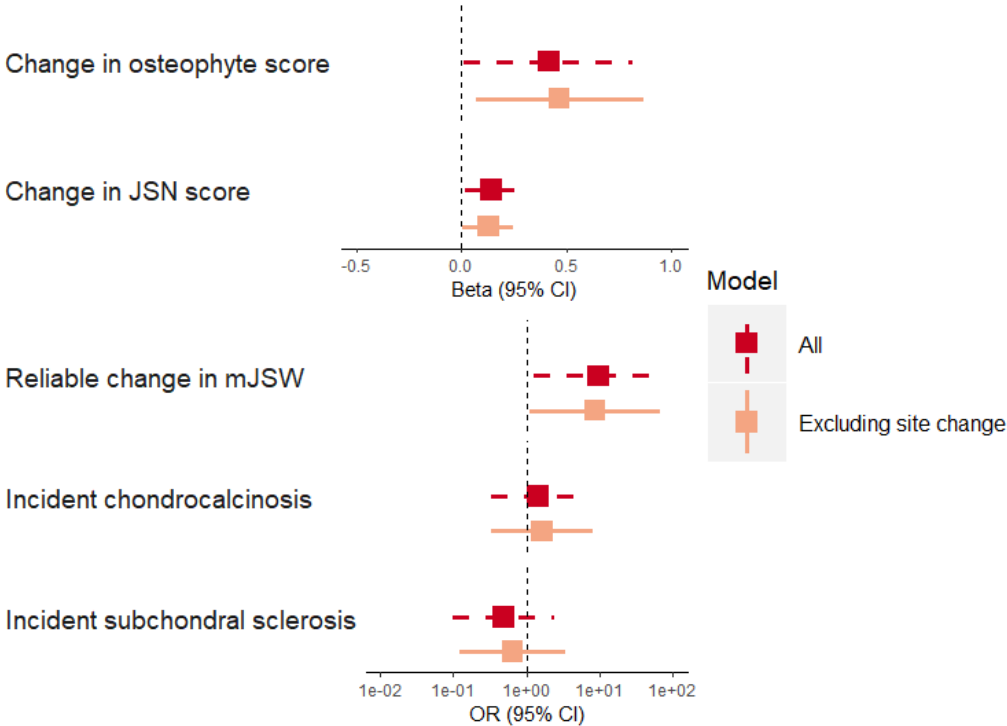 Change in osteophyte score
Change in JSN score
-0.5 0.0 0.5 1.0
Beta (95% CI)
Model
All
Excluding site change
Reliable change in mJSW
Incident chondrocalcinosis
Incident subchondral sclerosis
1e-02 1e-01 1e+00 1e+01 1e+02
OR (95% CI)